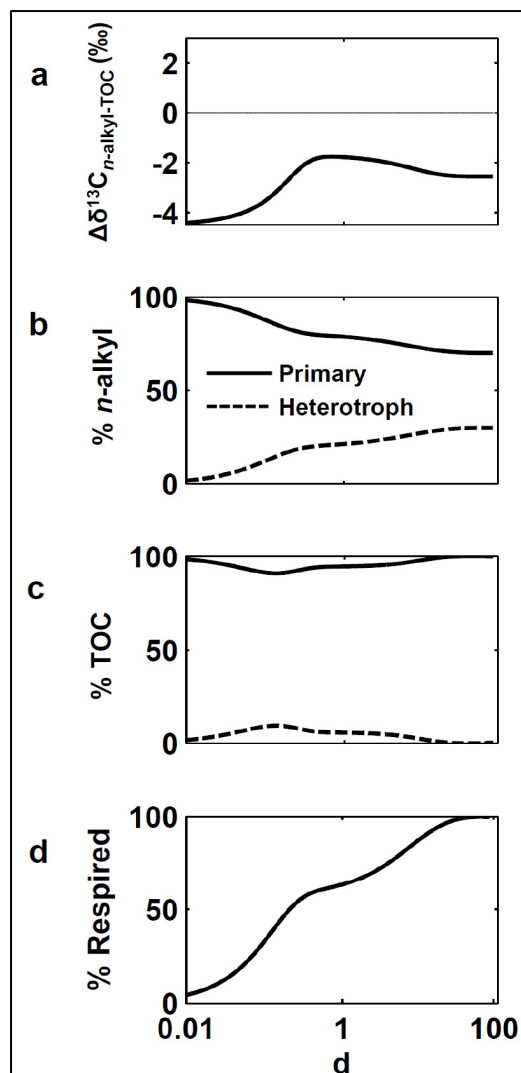 a
Δδ¹³Cn-alkyl-TOC (‰)
2
0
-2
-4
b
% n-alkyl
100
50
0
Primary
Heterotroph
c
% TOC
100
50
0
d
% Respired
100
50
0
0.01
1
100
d